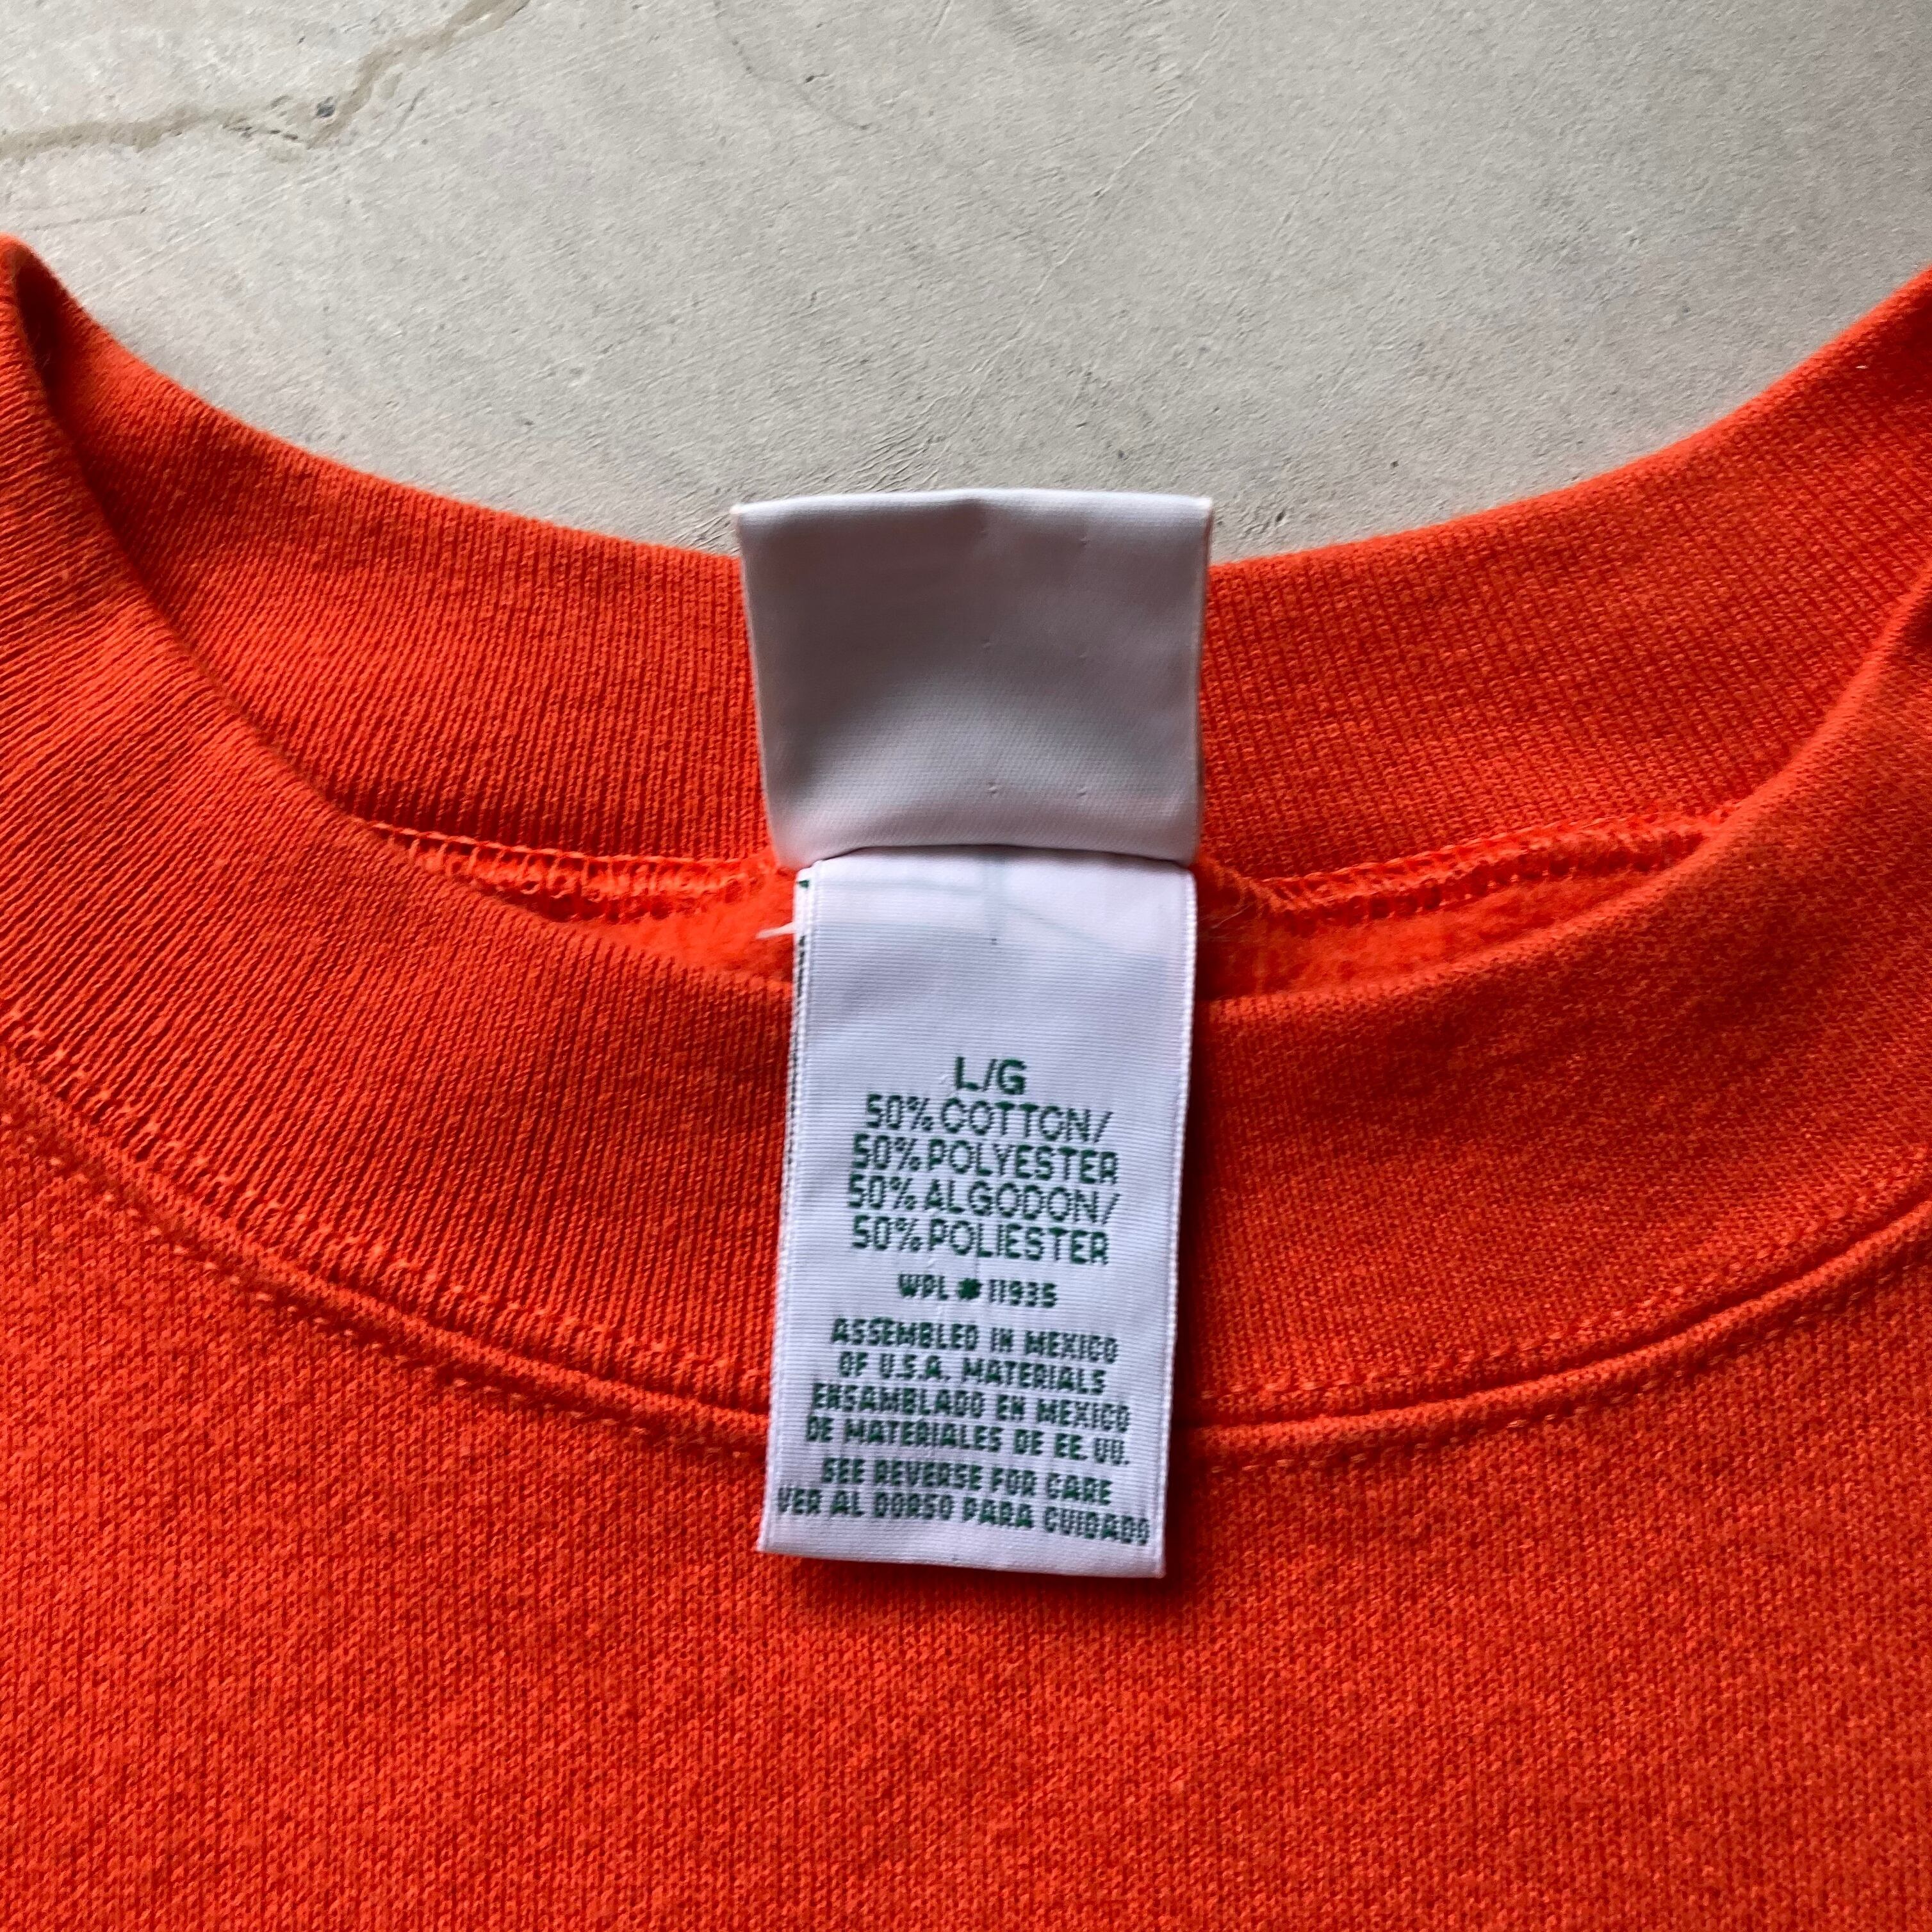 L/G
50% COTTON/
50% POLYESTER
50% ALGODON/
50% POLIESTER
WPL # 11935
ASSEMBLED IN MEXICO
OF U.S.A. MATERIALS
ENSAMBLADO EN MEXICO
DE MATERIALES DE EE. UU.
SEE REVERSE FOR CARE
VER AL DORSO PARA CUIDADO